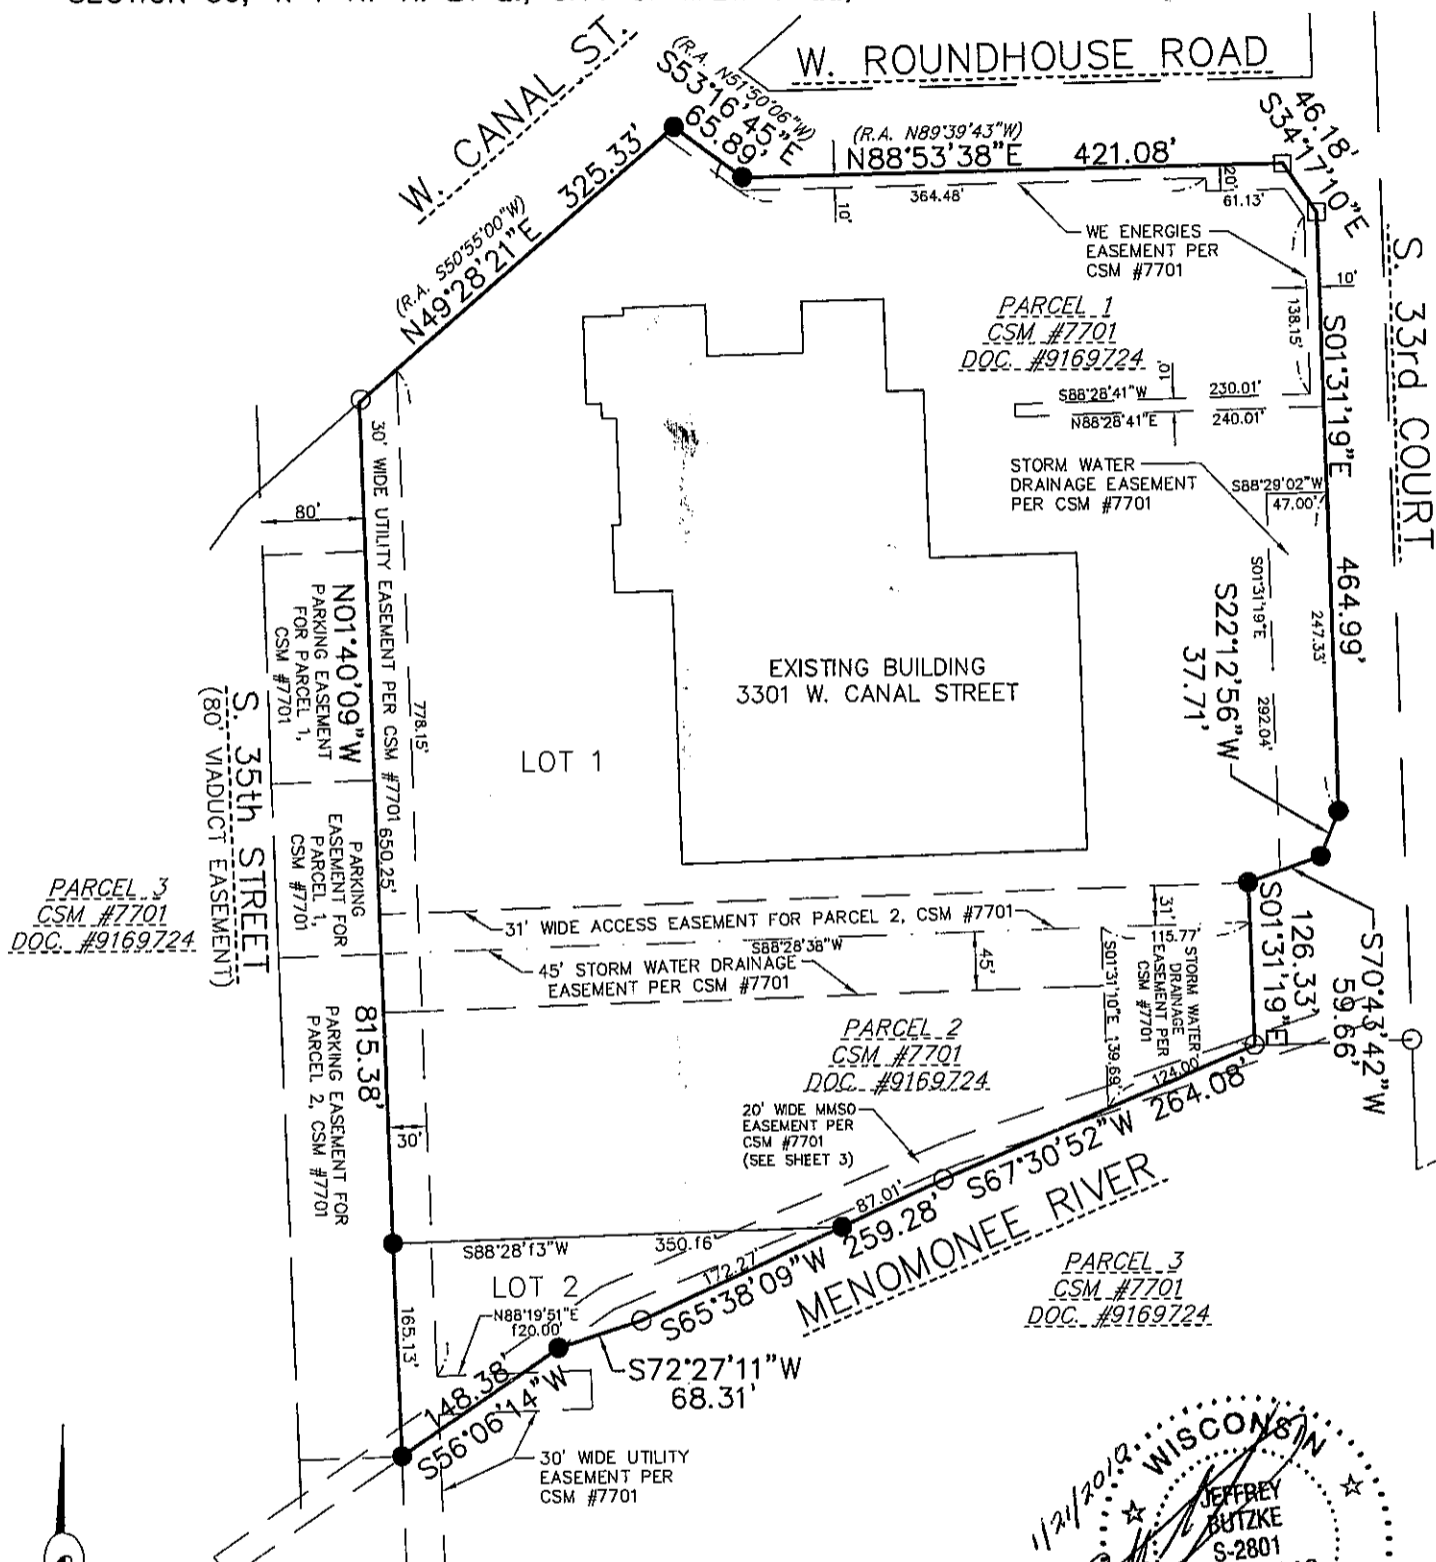 W. CANAL ST.
W. ROUNDHOUSE ROAD
(R.A. N51°50'06"W)
S53°16'45"E
65.89'
(R.A. N89°39'43"W)
N88°53'38"E 421.08'
46.18'
S34°17'10"E
(R.A. S50°55'00"W)
N49°28'21"E 325.33'
364.48'
10'
20'
61.13'
WE ENERGIES
EASEMENT PER
CSM #7701
10'
138.15'
S. 33rd COURT
PARCEL 1
CSM #7701
DOC. #9169724
10'
S88°28'41"W 230.01'
N88°28'41"E 240.01'
S01°31'19"E
464.99'
STORM WATER
DRAINAGE EASEMENT
PER CSM #7701
S88°29'02"W
47.00'
S01°31'19"E 292.04'
247.33'
S22°12'56"W
37.71'
30' WIDE UTILITY EASEMENT PER CSM #7701
80'
N01°40'09"W
PARKING EASEMENT
FOR PARCEL 1,
CSM #7701
778.15'
EXISTING BUILDING
3301 W. CANAL STREET
LOT 1
S. 35th STREET
(80' VIADUCT EASEMENT)
PARKING
EASEMENT FOR
PARCEL 1,
CSM #7701
650.25'
PARCEL 3
CSM #7701
DOC. #9169724
31' WIDE ACCESS EASEMENT FOR PARCEL 2, CSM #7701
31'
S88°28'38"W
115.77'
45' STORM WATER DRAINAGE
EASEMENT PER CSM #7701
45'
S01°31'10"E 139.69'
STORM WATER
DRAINAGE
EASEMENT PER
CSM #7701
S01°31'19"E
126.33'
S70°43'42"W
59.66'
815.38'
PARKING EASEMENT FOR
PARCEL 2, CSM #7701
PARCEL 2
CSM #7701
DOC. #9169724
124.00'
30'
20' WIDE MMSD
EASEMENT PER
CSM #7701
(SEE SHEET 3)
S67°30'52"W 264.08'
87.01'
MENOMONEE RIVER
S88°28'13"W 350.16'
172.27'
S65°38'09"W 259.28'
PARCEL 3
CSM #7701
DOC. #9169724
LOT 2
N88°19'51"E
120.00'
165.13'
148.38'
S56°06'14"W
S72°27'11"W
68.31'
30' WIDE UTILITY
EASEMENT PER
CSM #7701
WISCONSIN
JEFFREY
BUTZKE
S-2801